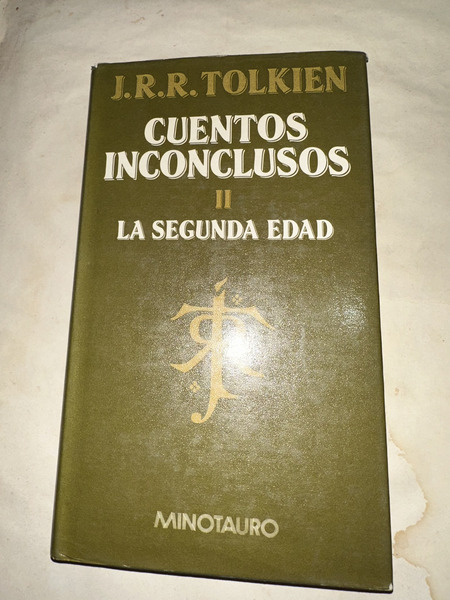 J.R.R. TOLKIEN
CUENTOS
INCONCLUSOS
II
LA SEGUNDA EDAD
MINOTAURO